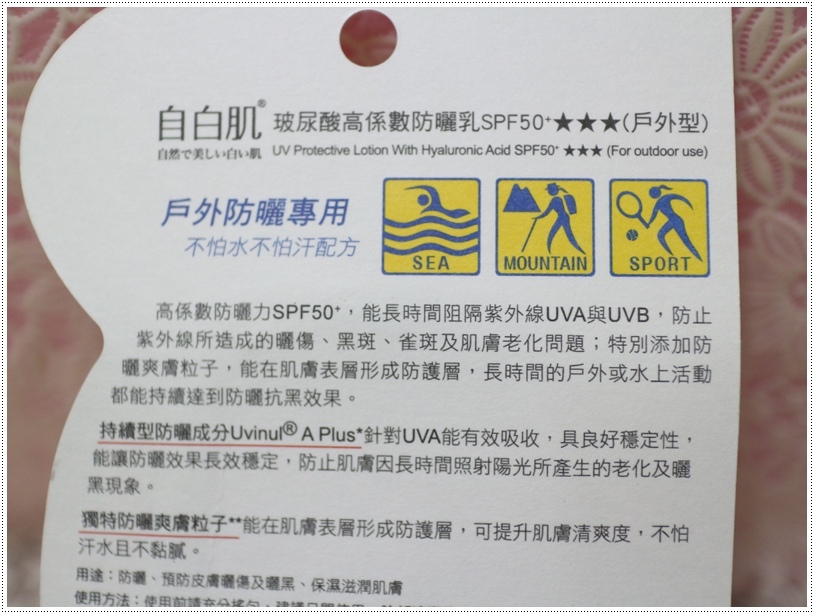 自白肌® 玻尿酸高係數防曬乳SPF50+★★★(戶外型)
自然で美しい白い肌 UV Protective Lotion With Hyaluronic Acid SPF50+ ★★★ (For outdoor use)
戶外防曬專用
不怕水不怕汗配方
SEA MOUNTAIN SPORT
高係數防曬力SPF50+，能長時間阻隔紫外線UVA與UVB，防止
紫外線所造成的曬傷、黑斑、雀斑及肌膚老化問題；特別添加防
曬爽膚粒子，能在肌膚表層形成防護層，長時間的戶外或水上活動
都能持續達到防曬抗黑效果。
持續型防曬成分Uvinul® A Plus*針對UVA能有效吸收，具良好穩定性，
能讓防曬效果長效穩定，防止肌膚因長時間照射陽光所產生的老化及曬
黑現象。
獨特防曬爽膚粒子**能在肌膚表層形成防護層，可提升肌膚清爽度，不怕
汗水且不黏膩。
用途：防曬、預防皮膚曬傷及曬黑、保濕滋潤肌膚
使用方法：使用前請充分搖勻，建議